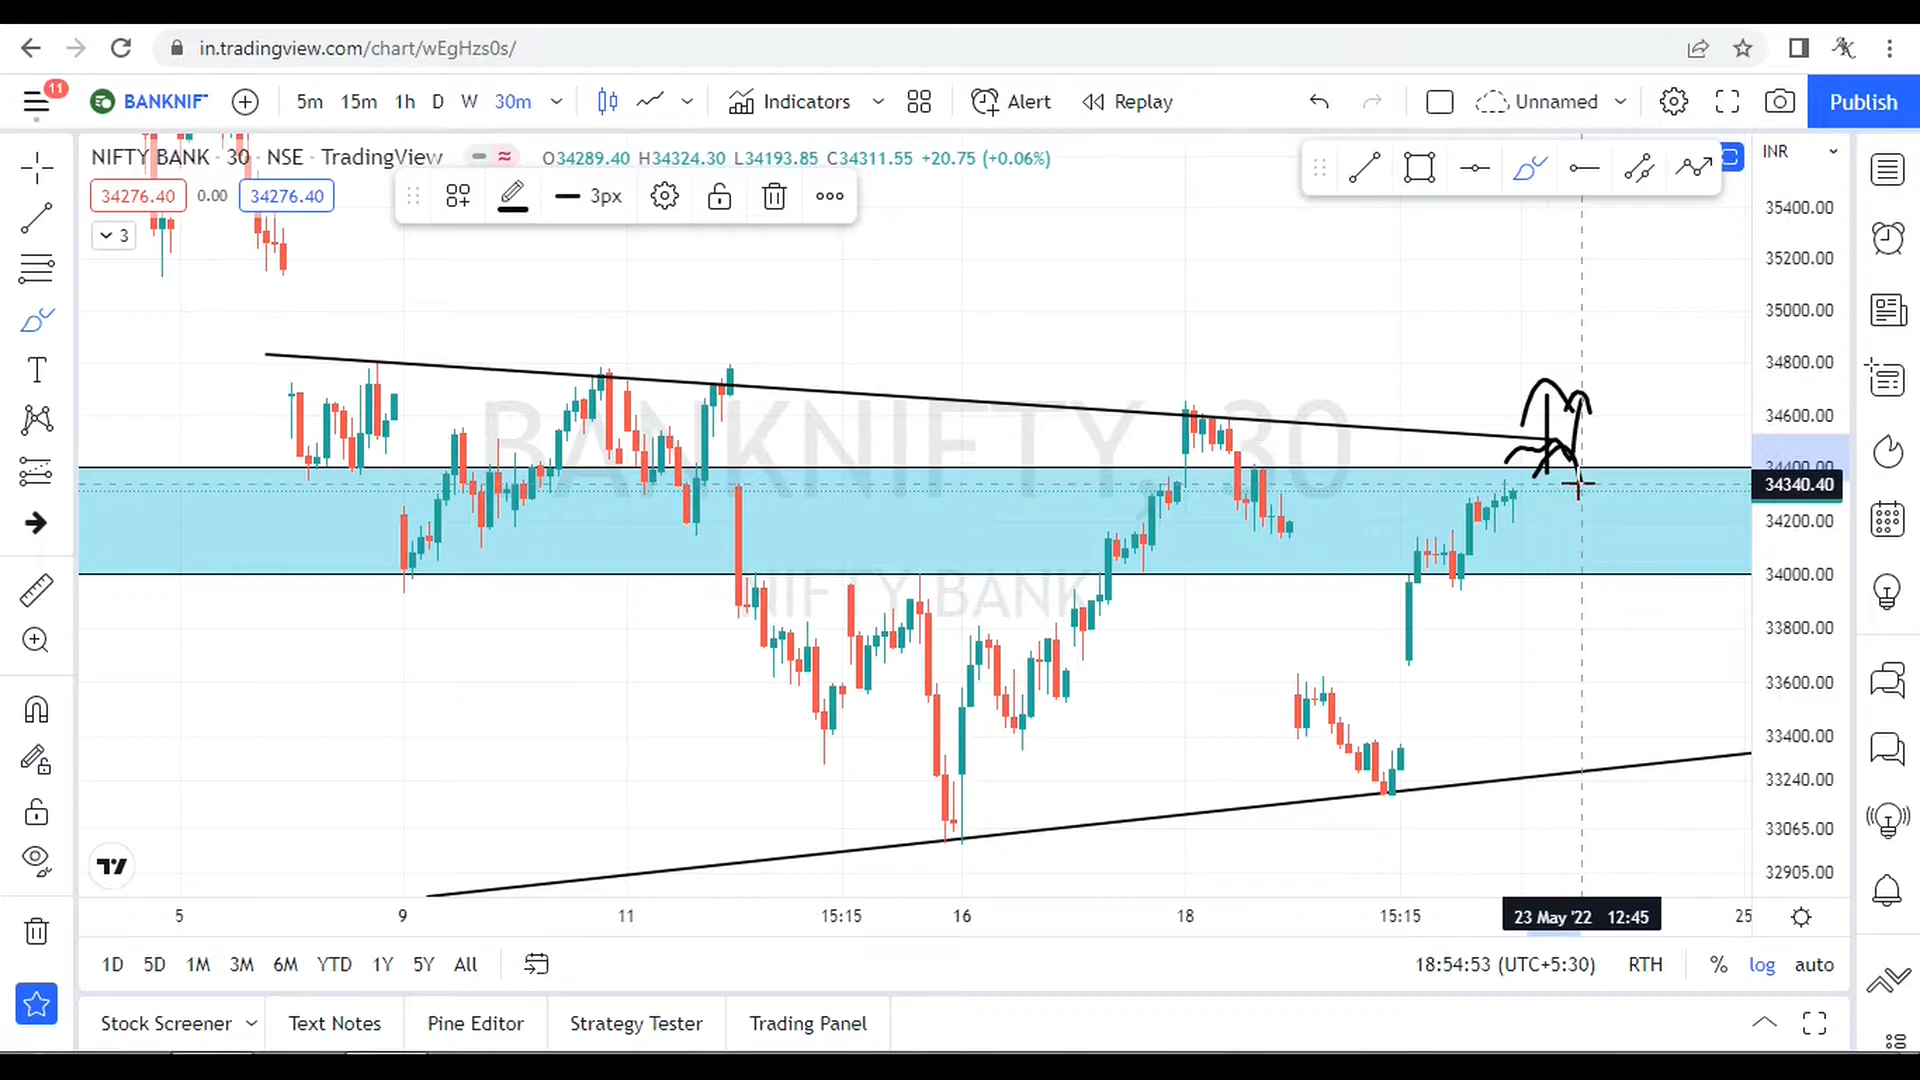 in.tradingview.com/chart/wEgHzs0s/
11
BANKNIF
5m 15m 1h D W 30m Indicators Alert Replay Unnamed Publish
NIFTY BANK · 30 · NSE · TradingView O34289.40 H34324.30 L34193.85 C34311.55 +20.75 (+0.06%)
INR
34276.40 0.00 34276.40
3px
3
35400.00
35200.00
35000.00
34800.00
34600.00
34400.00
34340.40
34200.00
34000.00
33800.00
33600.00
33400.00
33240.00
33065.00
32905.00
BANKNIFTY, 30
NIFTY BANK
5 9 11 15:15 16 18 15:15 23 May '22 12:45 25
1D 5D 1M 3M 6M YTD 1Y 5Y All 18:54:53 (UTC+5:30) RTH % log auto
Stock Screener Text Notes Pine Editor Strategy Tester Trading Panel